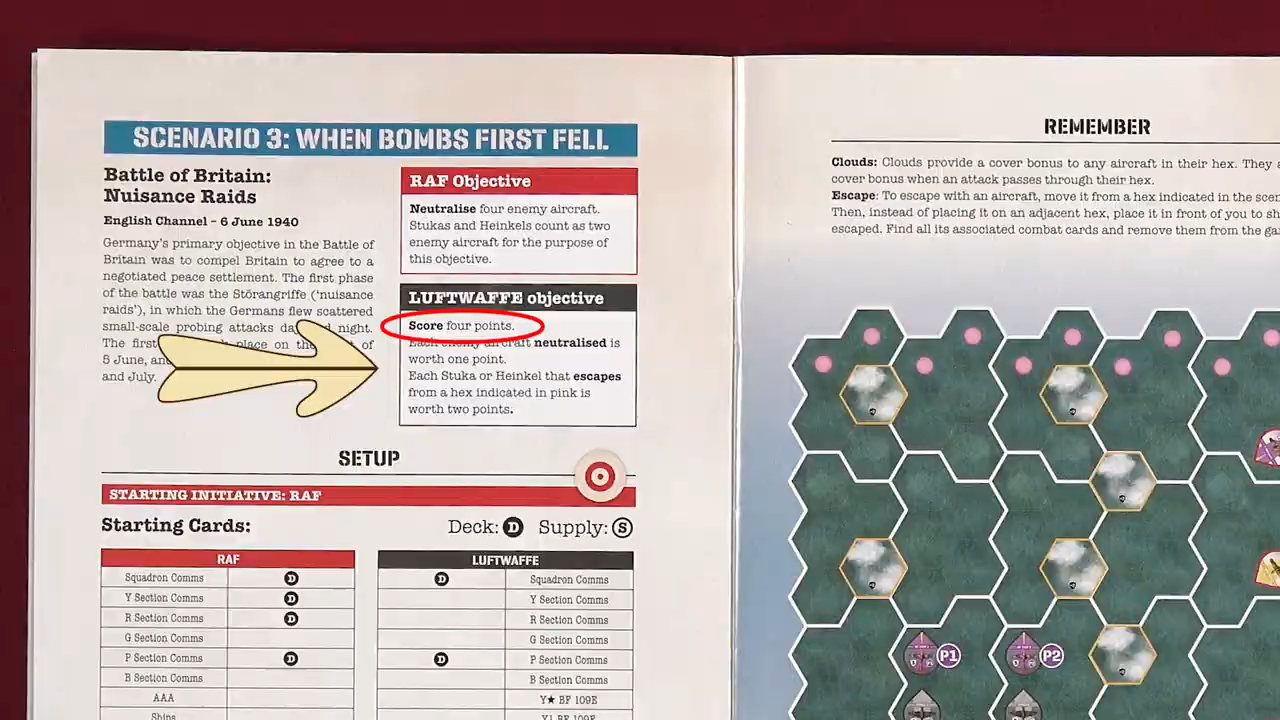 SCENARIO 3: WHEN BOMBS FIRST FELL
Battle of Britain:
Nuisance Raids
English Channel - 6 June 1940
Germany's primary objective in the Battle of
Britain was to compel Britain to agree to a
negotiated peace settlement. The first phase
of the battle was the Störangriffe ('nuisance
raids'), in which the Germans flew scattered
small-scale probing attacks night.
The first place on the of
5 June, and
and July.
RAF Objective
Neutralise four enemy aircraft.
Stukas and Heinkels count as two
enemy aircraft for the purpose of
this objective.
LUFTWAFFE objective
Score four points.
Each enemy aircraft neutralised is
worth one point.
Each Stuka or Heinkel that escapes
from a hex indicated in pink is
worth two points.
SETUP
STARTING INITIATIVE: RAF
Starting Cards:
Deck: D Supply: S
RAF
Squadron Comms D
Y Section Comms D
R Section Comms D
G Section Comms
P Section Comms D
B Section Comms
AAA
Ships
LUFTWAFFE
D Squadron Comms
Y Section Comms
R Section Comms
G Section Comms
D P Section Comms
B Section Comms
Y★ BF 109E
Y1 BF 109E
REMEMBER
Clouds: Clouds provide a cover bonus to any aircraft in their hex. They a
cover bonus when an attack passes through their hex.
Escape: To escape with an aircraft, move it from a hex indicated in the scen
Then, instead of placing it on an adjacent hex, place it in front of you to sh
escaped. Find all its associated combat cards and remove them from the ga
P1
P2